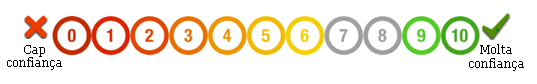 0 1 2 3 4 5 6 7 8 9 10
Cap confiança
Molta confiança